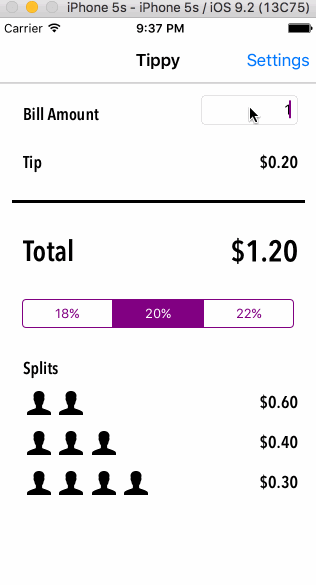 iPhone 5s - iPhone 5s / iOS 9.2 (13C75)
Carrier 9:37 PM
Tippy Settings
Bill Amount 1
Tip $0.20
Total $1.20
18% 20% 22%
Splits
$0.60
$0.40
$0.30